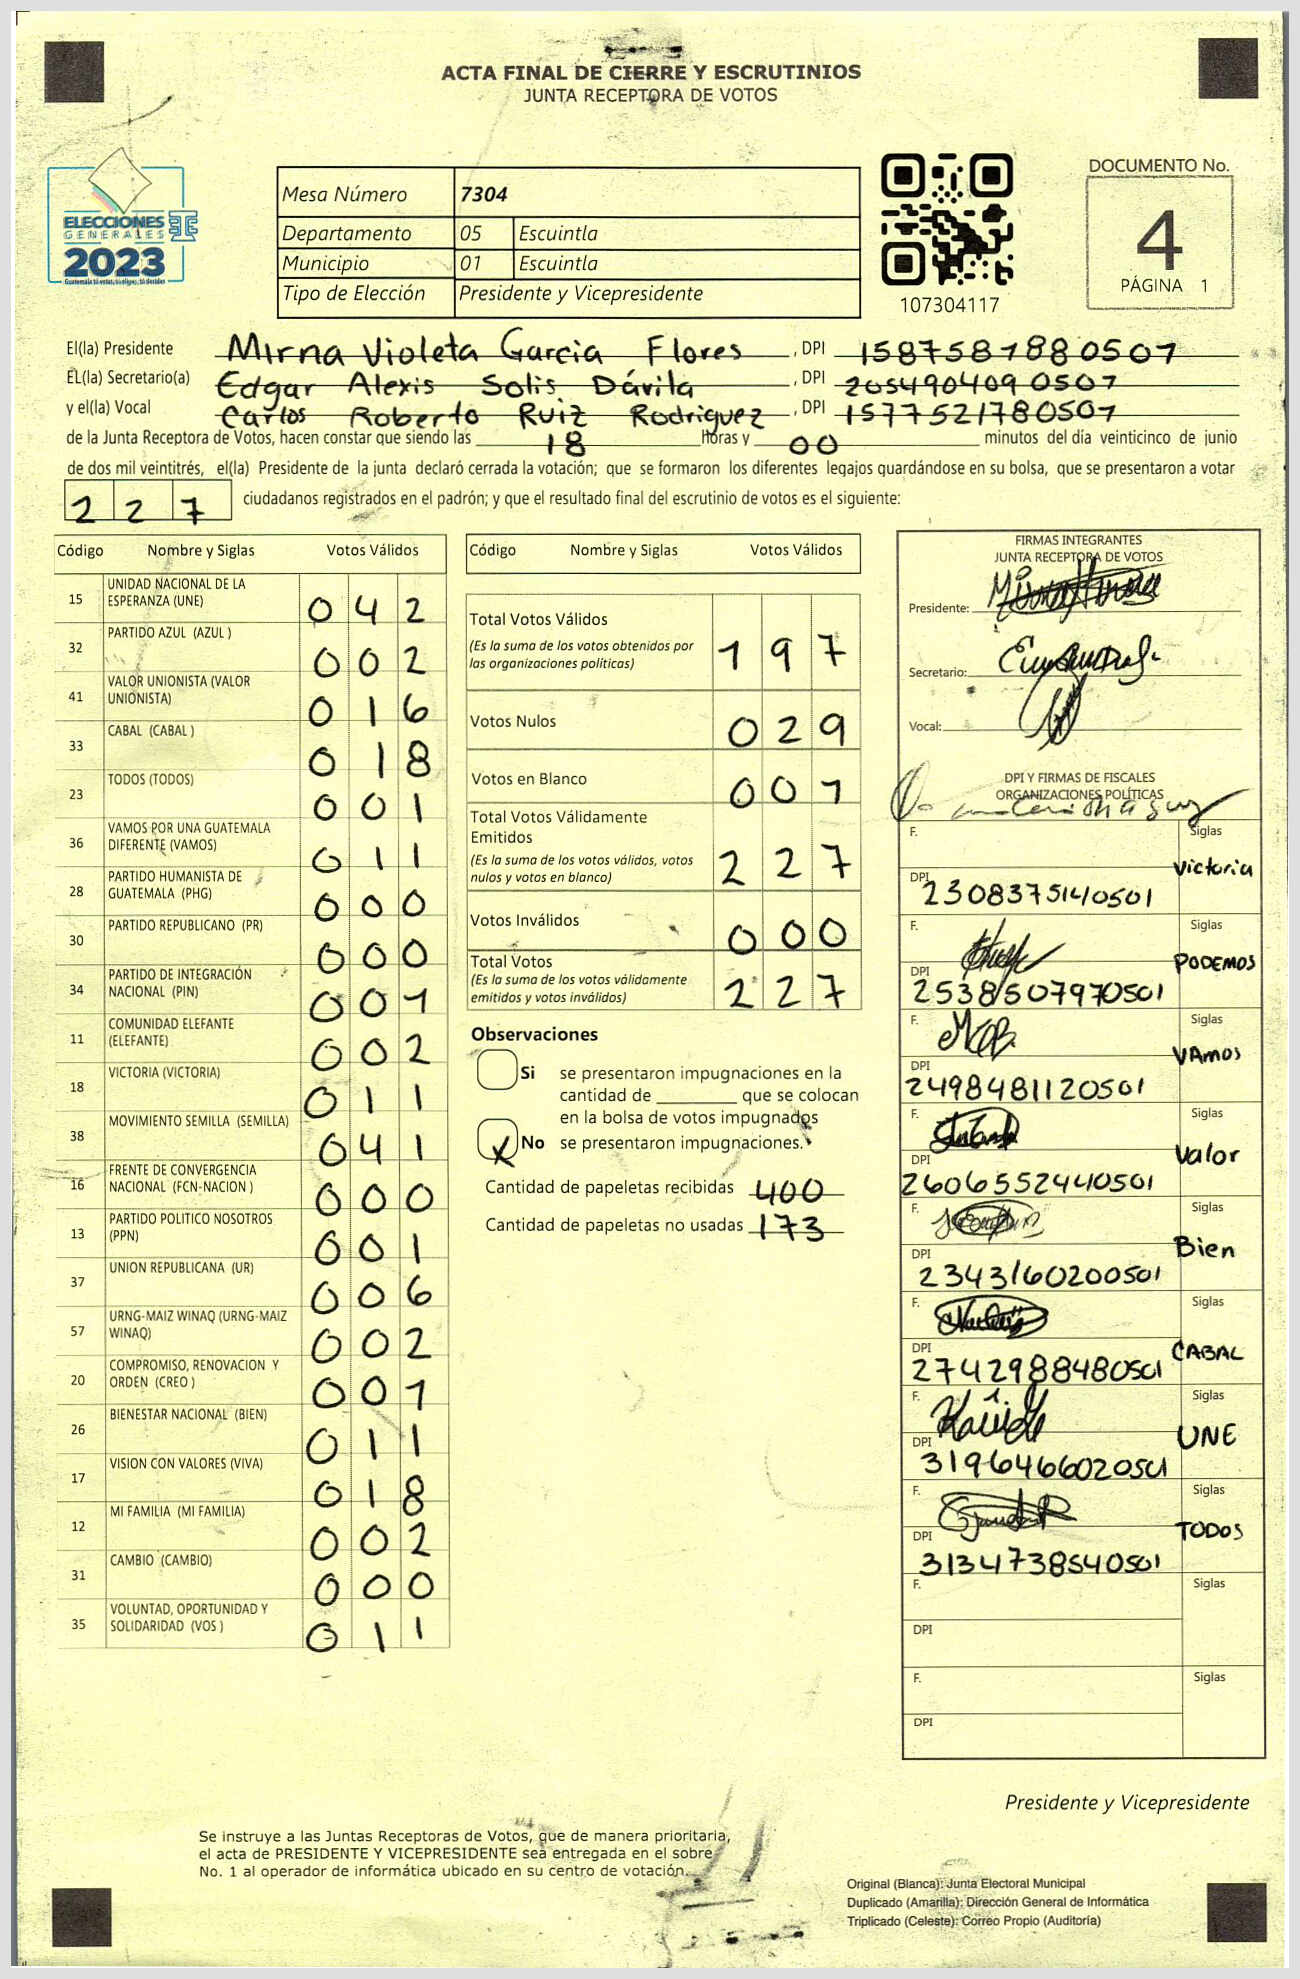 ACTA FINAL DE CIERRE Y ESCRUTINIOS
JUNTA RECEPTORA DE VOTOS
ELECCIONES
GENERALES
2023
Guatemala tú votas, tú eliges, tú decides
Mesa Número 7304
Departamento 05 Escuintla
Municipio 01 Escuintla
Tipo de Elección Presidente y Vicepresidente
107304117
DOCUMENTO No.
4
PÁGINA 1
El(la) Presidente Mirna Violeta Garcia Flores , DPI 1587581880507
EL(la) Secretario(a) Edgar Alexis Solis Dávila , DPI 2054904090507
y el(la) Vocal Carlos Roberto Ruiz Rodriguez , DPI 1577521780507
de la Junta Receptora de Votos, hacen constar que siendo las 18 horas y 00 minutos del día veinticinco de junio
de dos mil veintitrés, el(la) Presidente de la junta declaró cerrada la votación; que se formaron los diferentes legajos guardándose en su bolsa, que se presentaron a votar
227 ciudadanos registrados en el padrón; y que el resultado final del escrutinio de votos es el siguiente:
Código Nombre y Siglas Votos Válidos
15 UNIDAD NACIONAL DE LA
ESPERANZA (UNE) 042
32 PARTIDO AZUL (AZUL ) 002
41 VALOR UNIONISTA (VALOR
UNIONISTA) 016
33 CABAL (CABAL ) 018
23 TODOS (TODOS) 001
36 VAMOS POR UNA GUATEMALA
DIFERENTE (VAMOS) 011
28 PARTIDO HUMANISTA DE
GUATEMALA (PHG) 000
30 PARTIDO REPUBLICANO (PR) 000
34 PARTIDO DE INTEGRACIÓN
NACIONAL (PIN) 001
11 COMUNIDAD ELEFANTE
(ELEFANTE) 002
18 VICTORIA (VICTORIA) 011
38 MOVIMIENTO SEMILLA (SEMILLA) 041
16 FRENTE DE CONVERGENCIA
NACIONAL (FCN-NACION ) 000
13 PARTIDO POLITICO NOSOTROS
(PPN) 001
37 UNION REPUBLICANA (UR) 006
57 URNG-MAIZ WINAQ (URNG-MAIZ
WINAQ) 002
20 COMPROMISO, RENOVACION Y
ORDEN (CREO ) 001
26 BIENESTAR NACIONAL (BIEN) 011
17 VISION CON VALORES (VIVA) 018
12 MI FAMILIA (MI FAMILIA) 002
31 CAMBIO (CAMBIO) 000
35 VOLUNTAD, OPORTUNIDAD Y
SOLIDARIDAD (VOS ) 011
Código Nombre y Siglas Votos Válidos
Total Votos Válidos
(Es la suma de los votos obtenidos por
las organizaciones políticas) 197
Votos Nulos 029
Votos en Blanco 001
Total Votos Válidamente
Emitidos
(Es la suma de los votos válidos, votos
nulos y votos en blanco) 227
Votos Inválidos 000
Total Votos
(Es la suma de los votos válidamente
emitidos y votos inválidos) 227
Observaciones
Si se presentaron impugnaciones en la
cantidad de ________ que se colocan
en la bolsa de votos impugnados
X No se presentaron impugnaciones.
Cantidad de papeletas recibidas 400
Cantidad de papeletas no usadas 173
FIRMAS INTEGRANTES
JUNTA RECEPTORA DE VOTOS
Presidente:
Secretario:
Vocal:
DPI Y FIRMAS DE FISCALES
ORGANIZACIONES POLÍTICAS
F. Siglas
DPI 2308375140501 Victoria
F. Siglas
DPI 2538507970501 PODEMOS
F. Siglas
DPI 2498481120501 VAMOS
F. Siglas
DPI 2606552440501 Valor
F. Siglas
DPI 2343160200501 Bien
F. Siglas
DPI 2742988480501 CABAL
F. Siglas
DPI 3196466020501 UNE
F. Siglas
DPI 3134738540501 TODOS
F. Siglas
DPI
F. Siglas
DPI
Presidente y Vicepresidente
Se instruye a las Juntas Receptoras de Votos, que de manera prioritaria,
el acta de PRESIDENTE Y VICEPRESIDENTE sea entregada en el sobre
No. 1 al operador de informática ubicado en su centro de votación.
Original (Blanca): Junta Electoral Municipal
Duplicado (Amarilla): Dirección General de Informática
Triplicado (Celeste): Correo Propio (Auditoría)